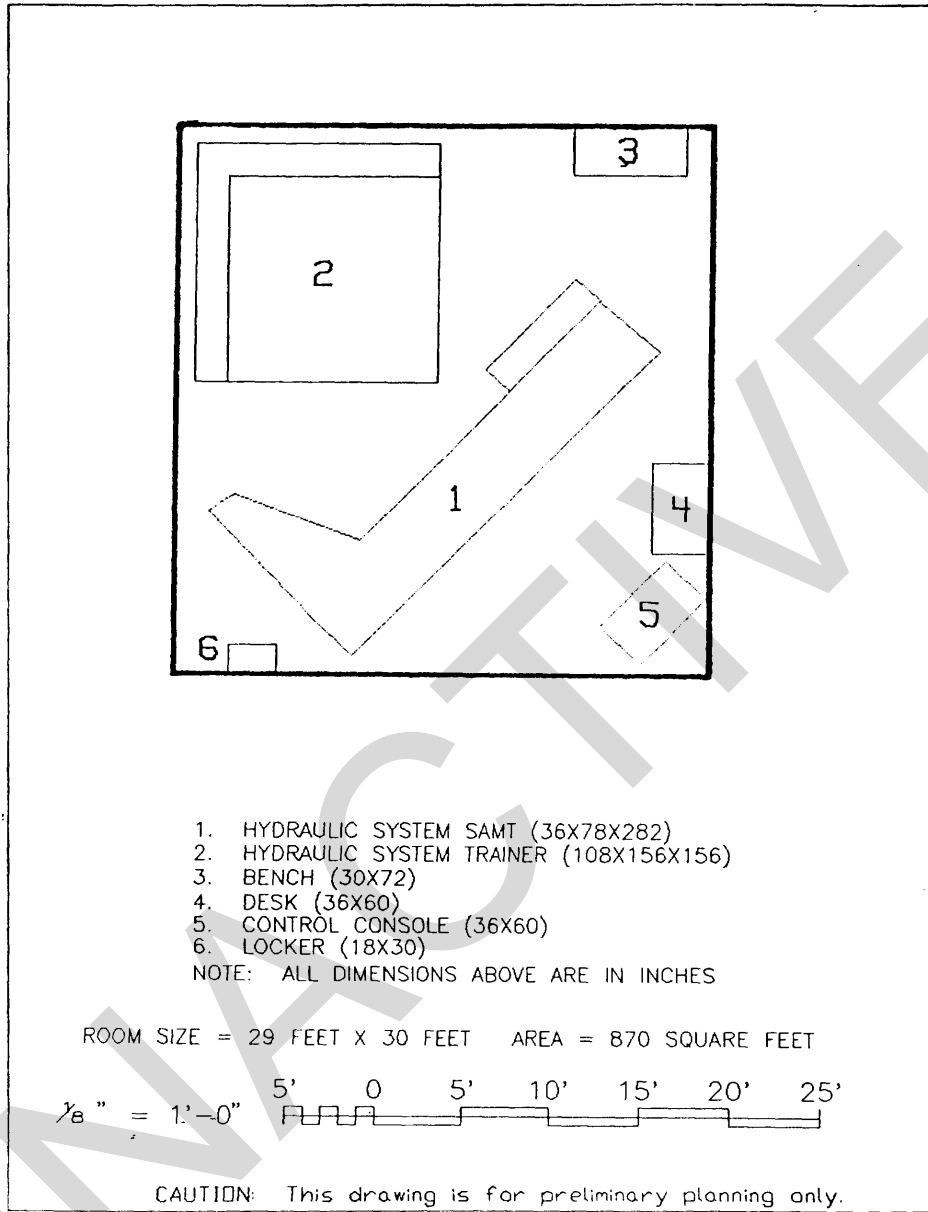 3
2
1
4
5
6
1. HYDRAULIC SYSTEM SAMT (36X78X282)
2. HYDRAULIC SYSTEM TRAINER (108X156X156)
3. BENCH (30X72)
4. DESK (36X60)
5. CONTROL CONSOLE (36X60)
6. LOCKER (18X30)
NOTE: ALL DIMENSIONS ABOVE ARE IN INCHES
ROOM SIZE = 29 FEET X 30 FEET AREA = 870 SQUARE FEET
5' 0 5' 10' 15' 20' 25'
1/8 " = 1'-0"
CAUTION: This drawing is for preliminary planning only.
INACTIVE